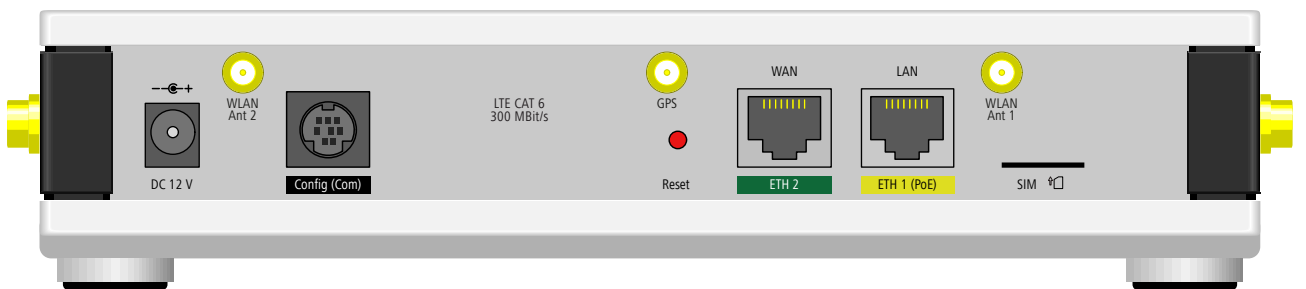 WLAN
Ant 2
DC 12 V
Config (Com)
LTE CAT 6
300 MBit/s
GPS
Reset
WAN
ETH 2
LAN
ETH 1 (PoE)
WLAN
Ant 1
SIM